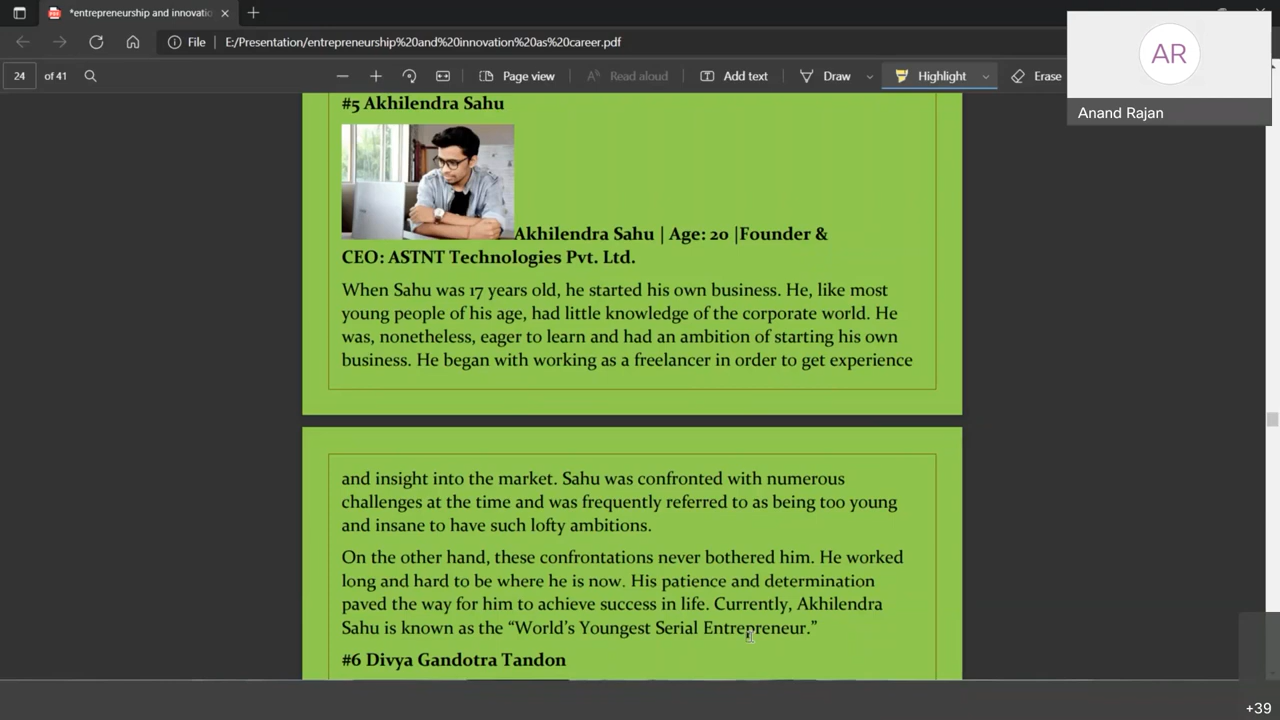 *entrepreneurship and innovatio
File
E:/Presentation/entrepreneurship%20and%20innovation%20as%20career.pdf
24
of 41
Page view
Read aloud
Add text
Draw
Highlight
Erase
AR
Anand Rajan
#5 Akhilendra Sahu
Akhilendra Sahu | Age: 20 |Founder &
CEO: ASTNT Technologies Pvt. Ltd.
When Sahu was 17 years old, he started his own business. He, like most
young people of his age, had little knowledge of the corporate world. He
was, nonetheless, eager to learn and had an ambition of starting his own
business. He began with working as a freelancer in order to get experience
and insight into the market. Sahu was confronted with numerous
challenges at the time and was frequently referred to as being too young
and insane to have such lofty ambitions.
On the other hand, these confrontations never bothered him. He worked
long and hard to be where he is now. His patience and determination
paved the way for him to achieve success in life. Currently, Akhilendra
Sahu is known as the “World’s Youngest Serial Entrepreneur.”
#6 Divya Gandotra Tandon
+39